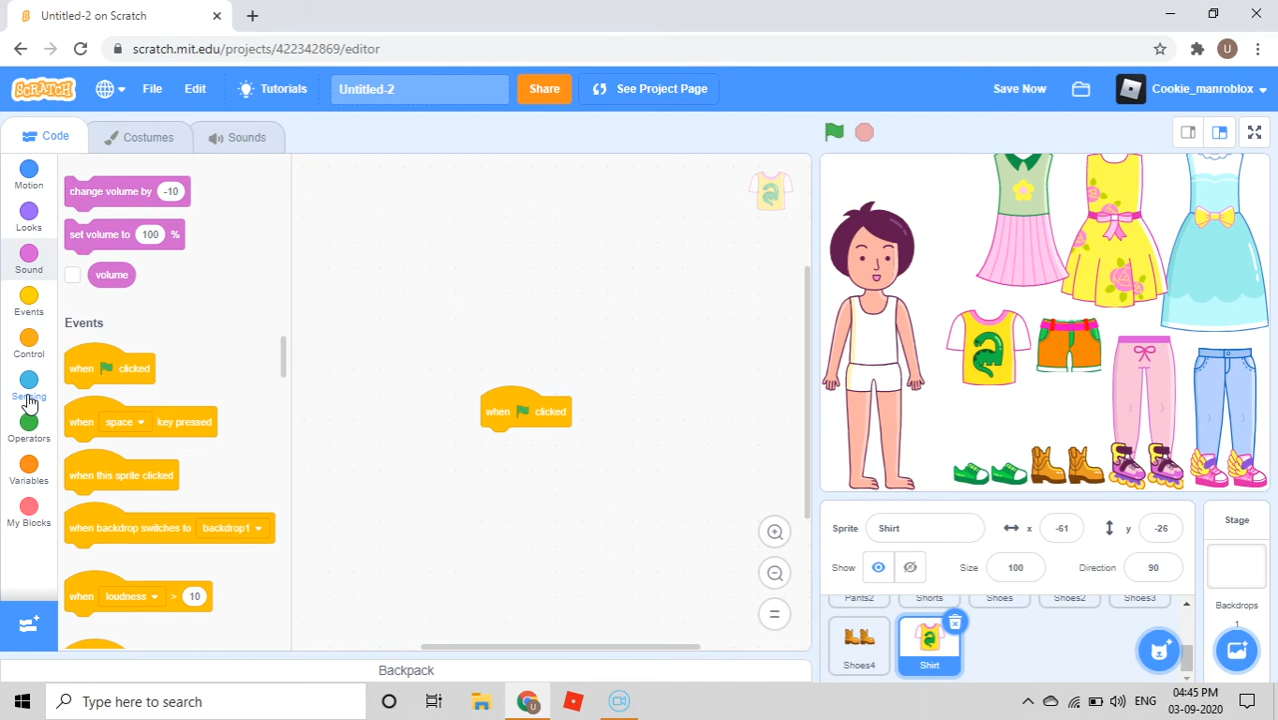 Untitled-2 on Scratch
scratch.mit.edu/projects/422342869/editor
U
SCRATCH
File
Edit
Tutorials
Untitled-2
Share
See Project Page
Save Now
Cookie_manroblox
Code
Costumes
Sounds
Motion
Looks
Sound
Events
Control
Sensing
Operators
Variables
My Blocks
change volume by -10
set volume to 100 %
volume
Events
when clicked
when space key pressed
when this sprite clicked
when backdrop switches to backdrop1
when loudness > 10
when clicked
Backpack
Sprite Shirt x -61 y -26
Show Size 100 Direction 90
Pants2 Shorts Shoes Shoes2 Shoes3
Shoes4 Shirt
Stage
Backdrops
1
Type here to search
ENG
04:45 PM
03-09-2020